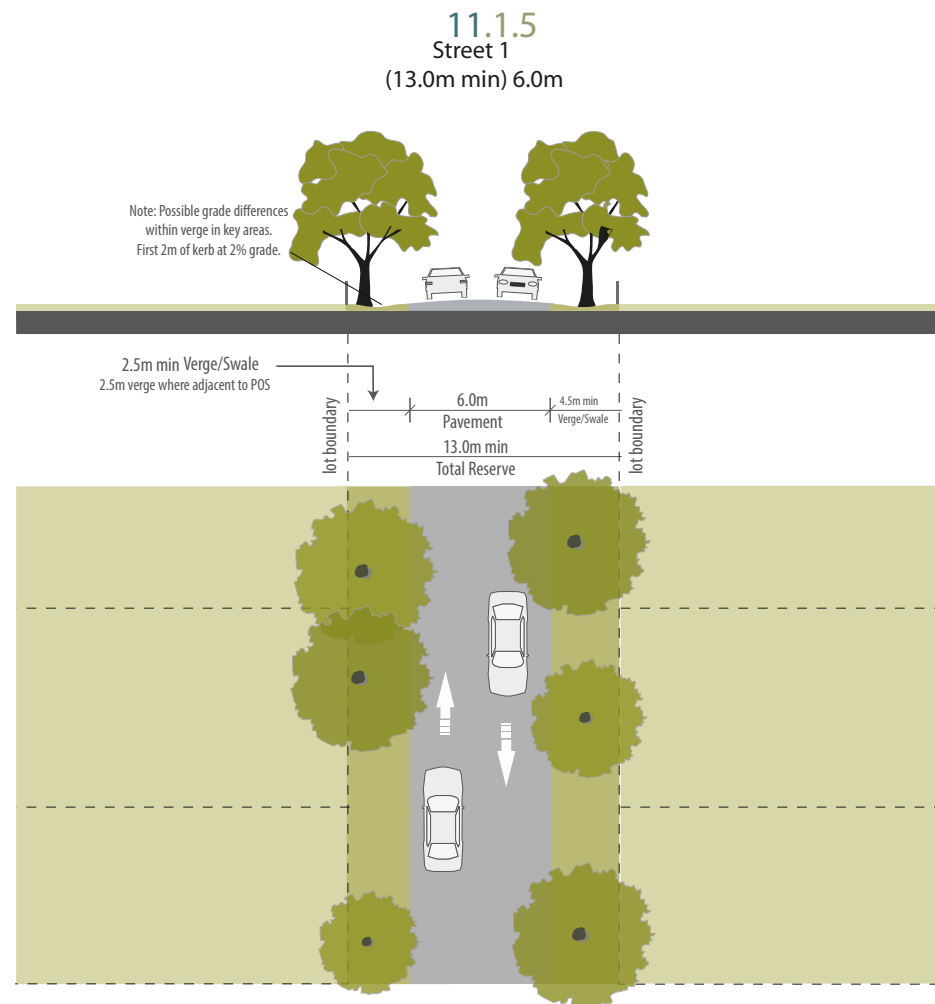 11.1.5
Street 1
(13.0m min) 6.0m
Note: Possible grade differences
within verge in key areas.
First 2m of kerb at 2% grade.
2.5m min Verge/Swale
2.5m verge where adjacent to POS
lot boundary
6.0m
Pavement
4.5m min
Verge/Swale
13.0m min
Total Reserve
lot boundary